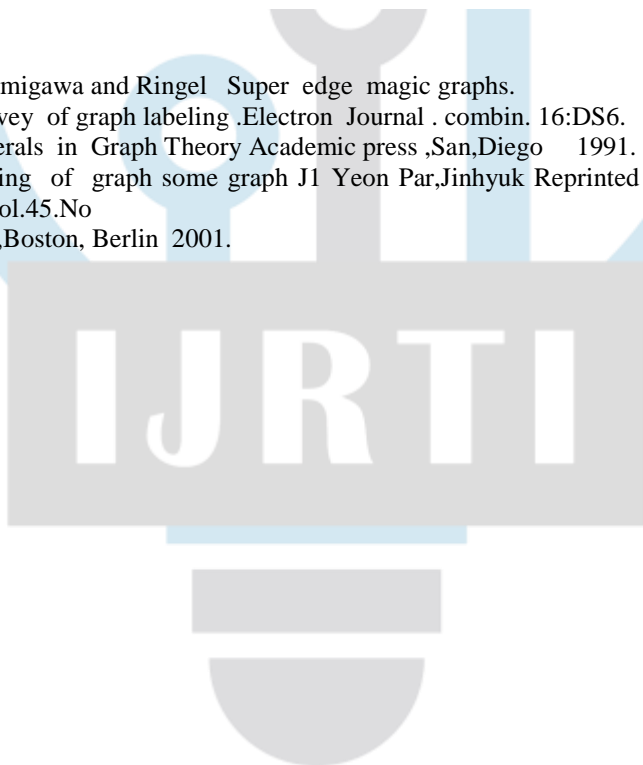 migawa and Ringel Super edge magic graphs.
vey of graph labeling .Electron Journal . combin. 16:DS6.
erals in Graph Theory Academic press ,San,Diego 1991.
ing of graph some graph J1 Yeon Par,Jinhyuk Reprinted
ol.45.No
,Boston, Berlin 2001.
IJRTI